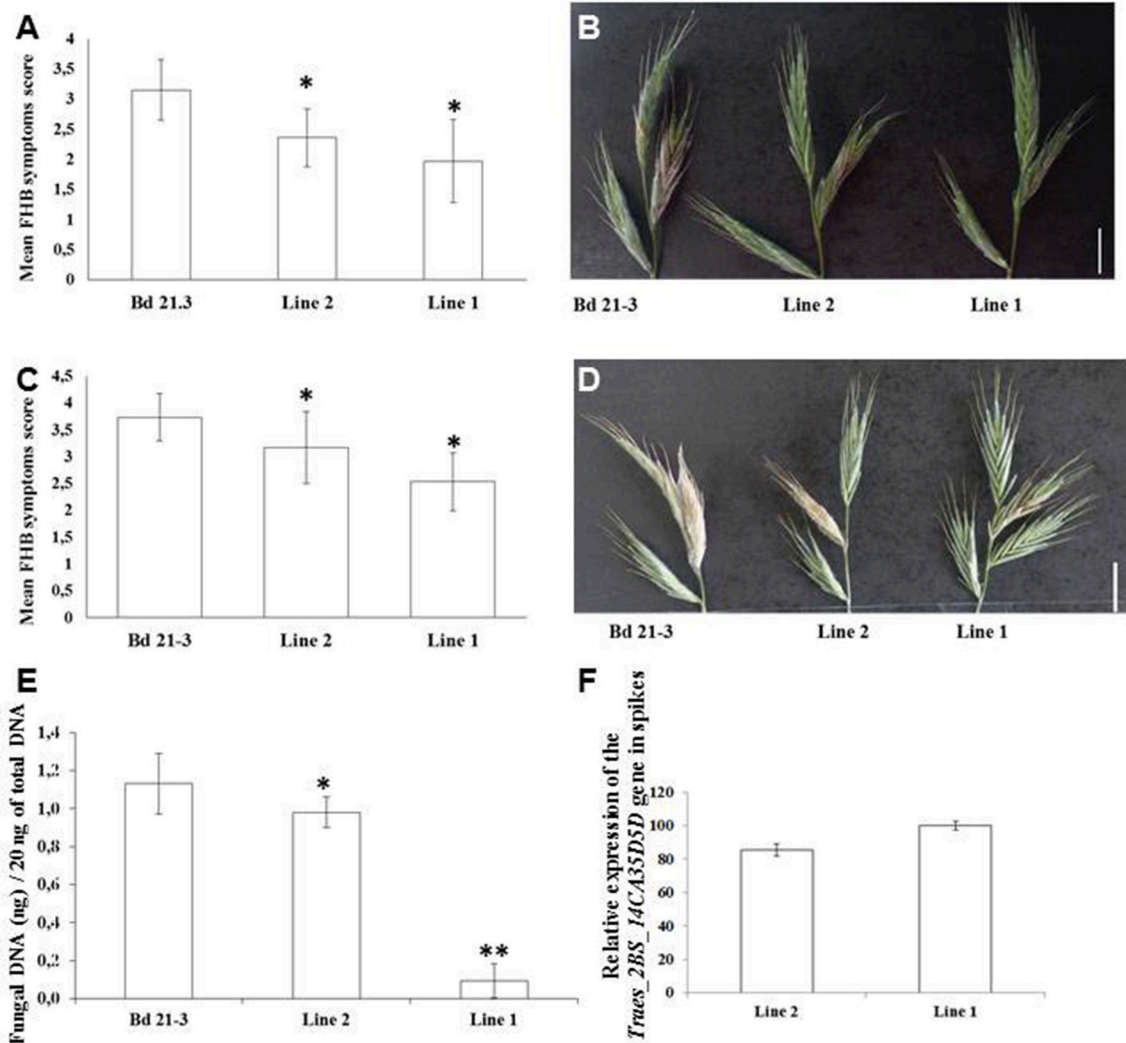 A
Mean FHB symptoms score
4
3,5
3
2,5
2
1,5
1
0,5
0
*
*
Bd 21.3
Line 2
Line 1
B
Bd 21-3
Line 2
Line 1
C
Mean FHB symptoms score
4,5
4
3,5
3
2,5
2
1,5
1
0,5
0
*
*
Bd 21-3
Line 2
Line 1
D
Bd 21-3
Line 2
Line 1
E
Fungal DNA (ng) / 20 ng of total DNA
1,4
1,2
1,0
0,8
0,6
0,4
0,2
0,0
*
**
Bd 21-3
Line 2
Line 1
F
Relative expression of the
Traes_2BS_14CA35D5D gene in spikes
120
100
80
60
40
20
0
Line 2
Line 1